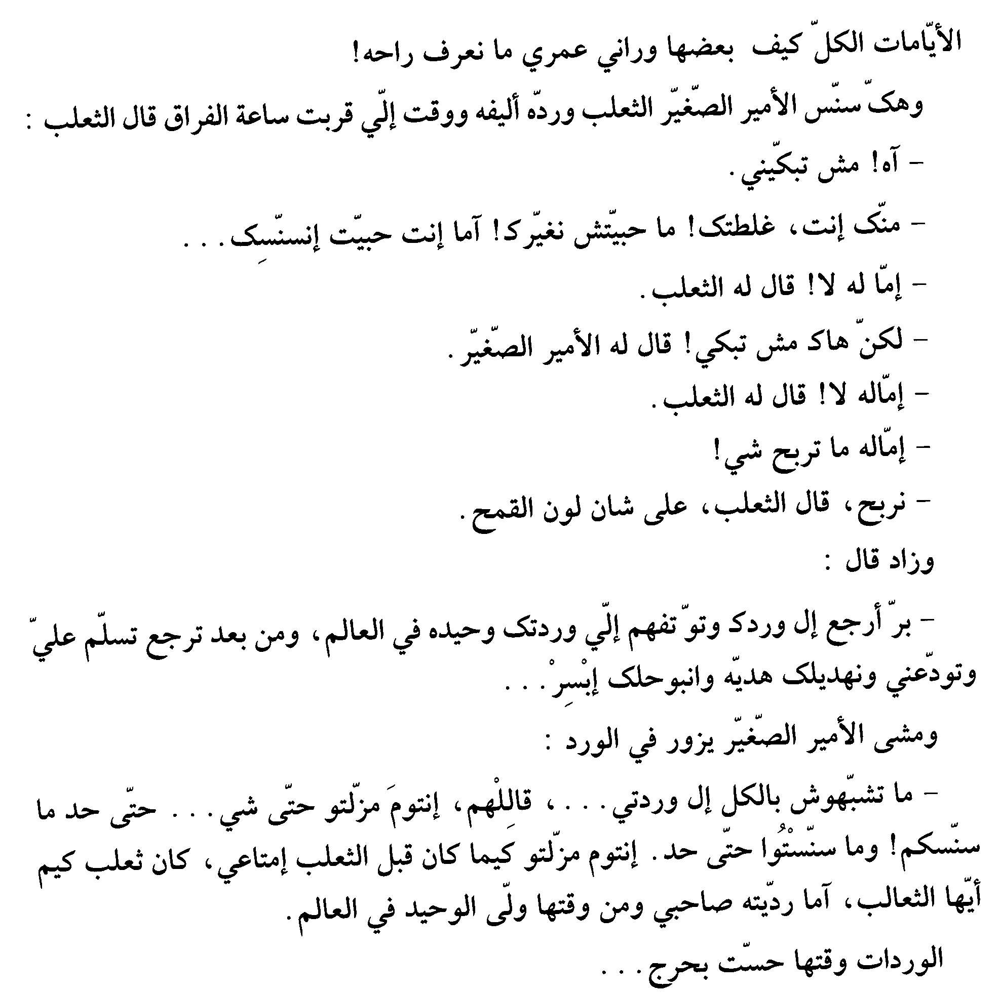 الأيّامات الكلّ كيف بعضها وراني عمري ما نعرف راحه!
وهكّ سنّس الأمير الصّغيّر الثعلب وردّه أليفه ووقت إلّي قربت ساعة الفراق قال الثعلب :
– آه! مش تبكّيني.
– منّك إنت، غلطتك! ما حبيّتش نغيّرك! آما إنت حبيّت إنسنّسِك...
– إمّا له لا! قال له الثعلب.
– لكنّ هاك مش تبكي! قال له الأمير الصّغيّر.
– إمّاله لا! قال له الثعلب.
– إمّاله ما تربح شي!
– نربح، قال الثعلب، على شان لون القمح.
وزاد قال :
– برّ أرجع إل وردك وتوّ تفهم إلّي وردتك وحيده في العالم، ومن بعد ترجع تسلّم عليّ
وتودّعني ونهديلك هديّه وانبوحلك إبْسِرْ...
ومشى الأمير الصّغيّر يزور في الورد :
– ما تشبّهوش بالكل إل وردتي...، قالِلْهم، إنتومَ مزلّتو حتّى شي... حتّى حد ما
سنّسكم! وما سنّسْتُوا حتّى حد. إنتوم مزلّتو كَيما كان قبل الثعلب إمتاعي، كان ثعلب كيم
أيّها الثعالب، آما ردّيته صاحبي ومن وقتها ولّى الوحيد في العالم.
الوردات وقتها حسّت بحرج...